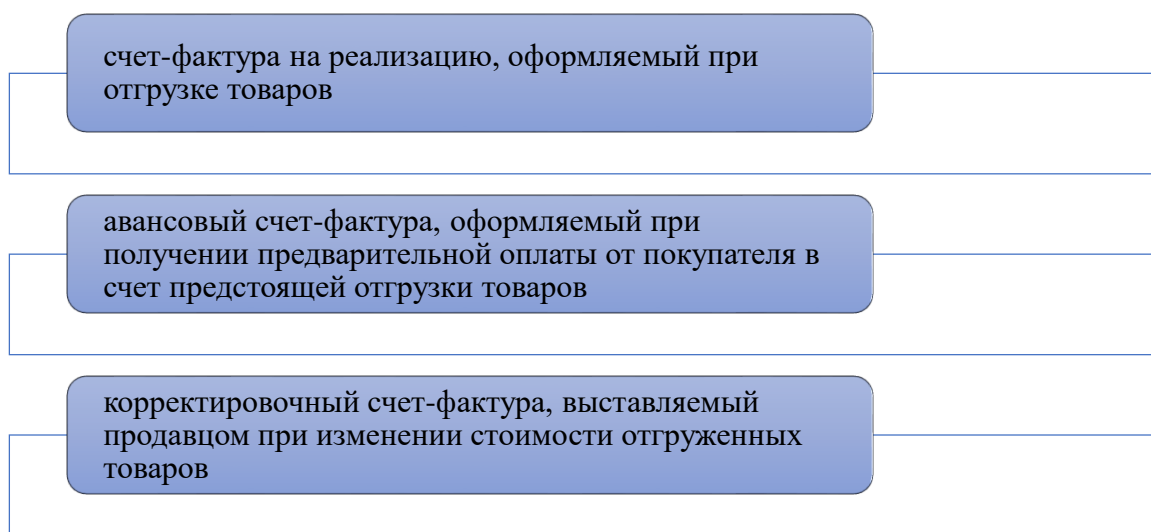 счет-фактура на реализацию, оформляемый при
отгрузке товаров
авансовый счет-фактура, оформляемый при
получении предварительной оплаты от покупателя в
счет предстоящей отгрузки товаров
корректировочный счет-фактура, выставляемый
продавцом при изменении стоимости отгруженных
товаров